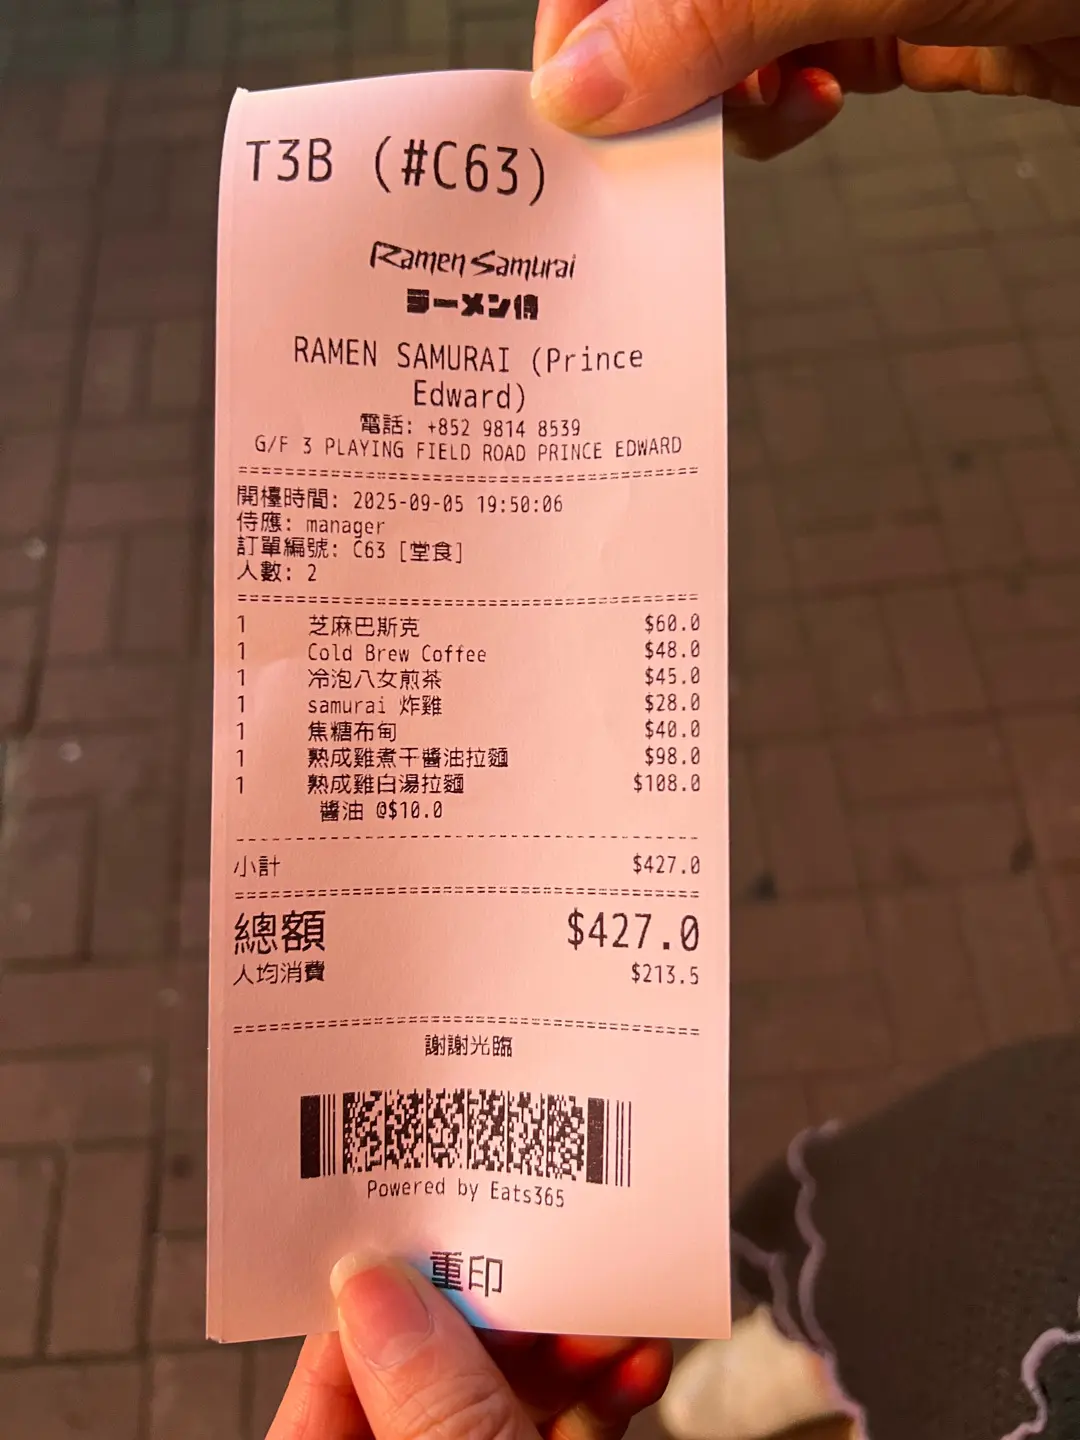 T3B (#C63)
Ramen Samurai
ラーメン侍
RAMEN SAMURAI (Prince
Edward)
電話: +852 9814 8539
G/F 3 PLAYING FIELD ROAD PRINCE EDWARD
開檯時間: 2025-09-05 19:50:06
侍應: manager
訂單編號: C63 [堂食]
人數: 2
1 芝麻巴斯克 $60.0
1 Cold Brew Coffee $48.0
1 冷泡八女煎茶 $45.0
1 samurai 炸雞 $28.0
1 焦糖布甸 $40.0
1 熟成雞煮干醬油拉麵 $98.0
1 熟成雞白湯拉麵 $108.0
醬油 @$10.0
小計 $427.0
總額 $427.0
人均消費 $213.5
謝謝光臨
Powered by Eats365
重印